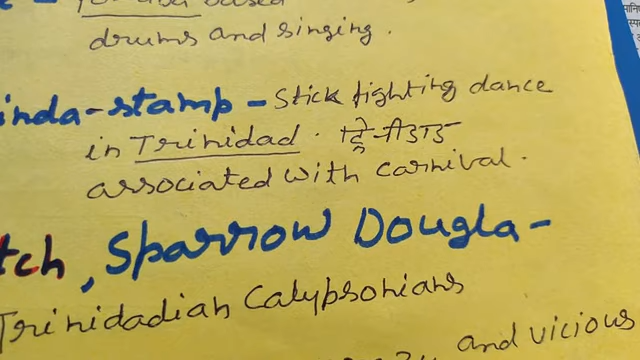 based
drums and singing.
inda-stamp - Stick fighting dance
in Trinidad.
associated with carnival.
tch, Sparrow Dougla -
Trinidadian Calypsonians
and vicious